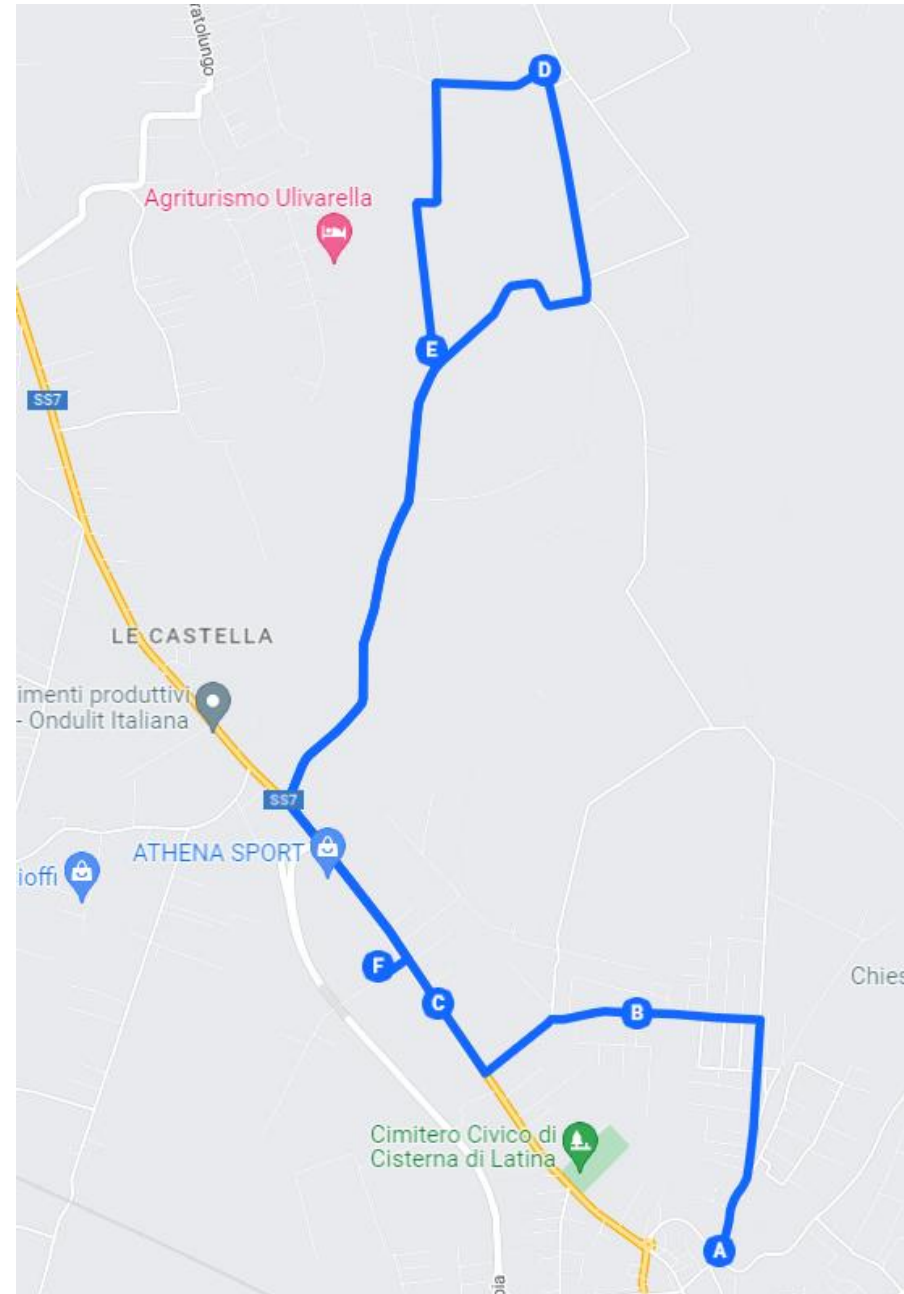 ratolungo
D
Agriturismo Ulivarella
E
SS7
LE CASTELLA
imenti produttivi
- Ondulit Italiana
SS7
ATHENA SPORT
ioffi
F
C
B
Chies
Cimitero Civico di
Cisterna di Latina
A
pia